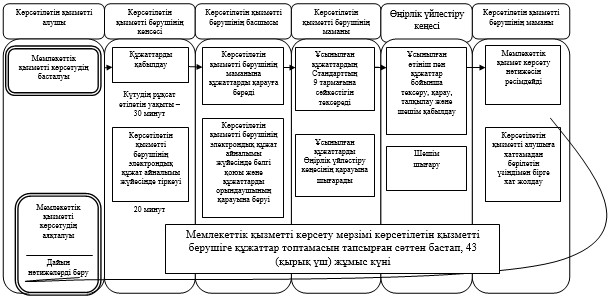 Көрсетілетін қызметті
алушы
Көрсетілетін
қызметті берушінің
кеңсесі
Көрсетілетін қызметті
берушінің басшысы
Көрсетілетін қызметті
берушінің
маманы
Өңірлік үйлестіру
кеңесі
Көрсетілетін қызметті
берушінің маманы
Мемлекеттік
қызметті көрсетудің
басталуы
Құжаттарды
қабылдау
Күтудің рұқсат
етілетін уақыты –
30 минут
Көрсетілетін
қызметті
берушінің
электрондық
құжат айналымы
жүйесінде тіркеуі
20 минут
Көрсетілетін
қызметті берушінің
маманына
құжаттарды қарауға
береді
Көрсетілетін қызметті
берушінің
электрондық құжат
айналымы
жүйесінде белгі
қоюы және
құжаттарды
орындаушының
қарауына беруі
Ұсынылған
құжаттардың
Стандарттың
9 тармағына
сәйкестігін
тексереді
Ұсынылған
құжаттарды
Өңірлік үйлестіру
кеңесінің қарауына
шығарады
Ұсынылған
өтініш пен
құжаттар
бойынша
тексеру, қарау,
талқылау және
шешім қабылдау
Шешім
шығару
Мемлекеттік
қызмет көрсету
нәтижесін
ресімдейді
Көрсетілетін
қызметті алушыға
хаттамадан
берілетін
үзіндімен бірге
хат жолдау
Мемлекеттік
қызметті
көрсетудің
аяқталуы
Дайын
нәтижелерді беру
Мемлекеттік қызметті көрсету мерзімі көрсетілетін қызметті
берушіге құжаттар топтамасын тапсырған сәттен бастап, 43
(қырық үш) жұмыс күні